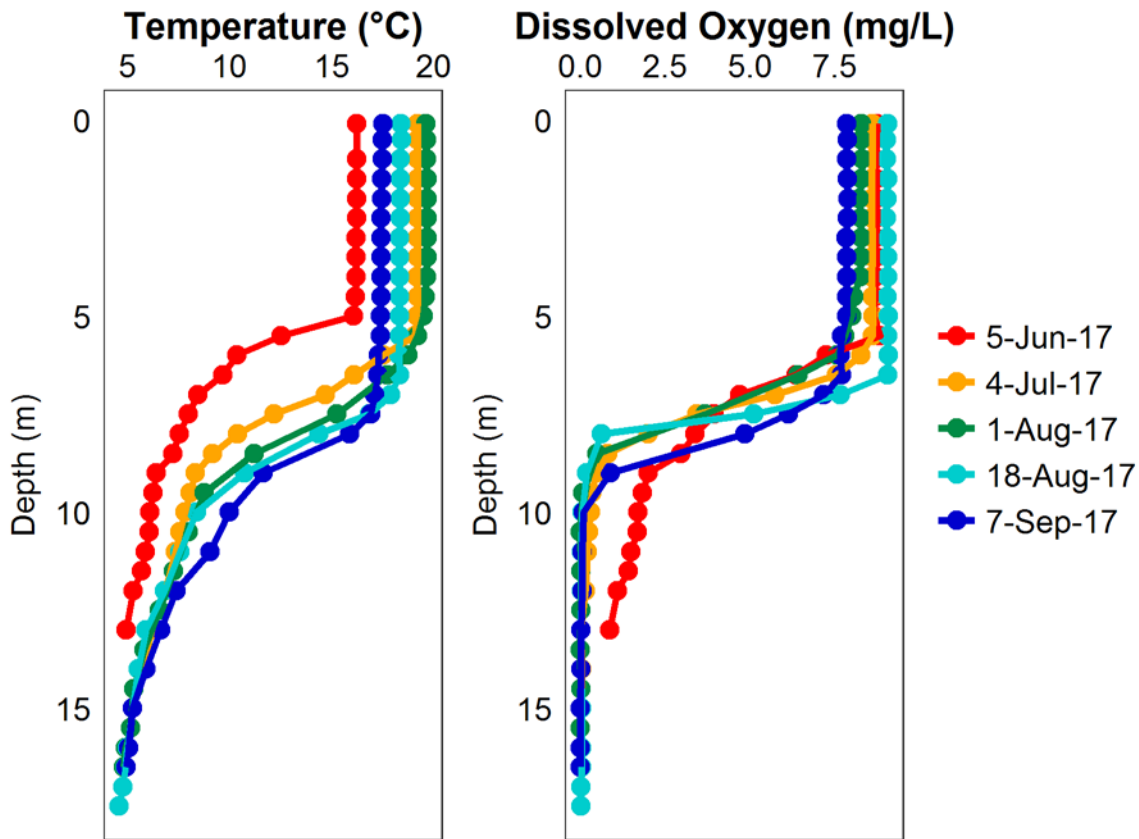 Temperature (°C)
5 10 15 20
Dissolved Oxygen (mg/L)
0.0 2.5 5.0 7.5
Depth (m)
0
5
10
15
Depth (m)
0
5
10
15
5-Jun-17
4-Jul-17
1-Aug-17
18-Aug-17
7-Sep-17